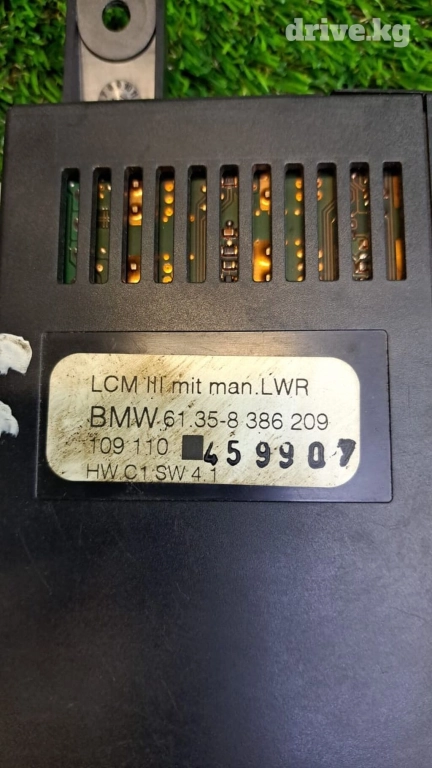 drive.kg
LCM III mit man.LWR
BMW 61.35-8 386 209
109 110 459907
HW C1 SW 4.1